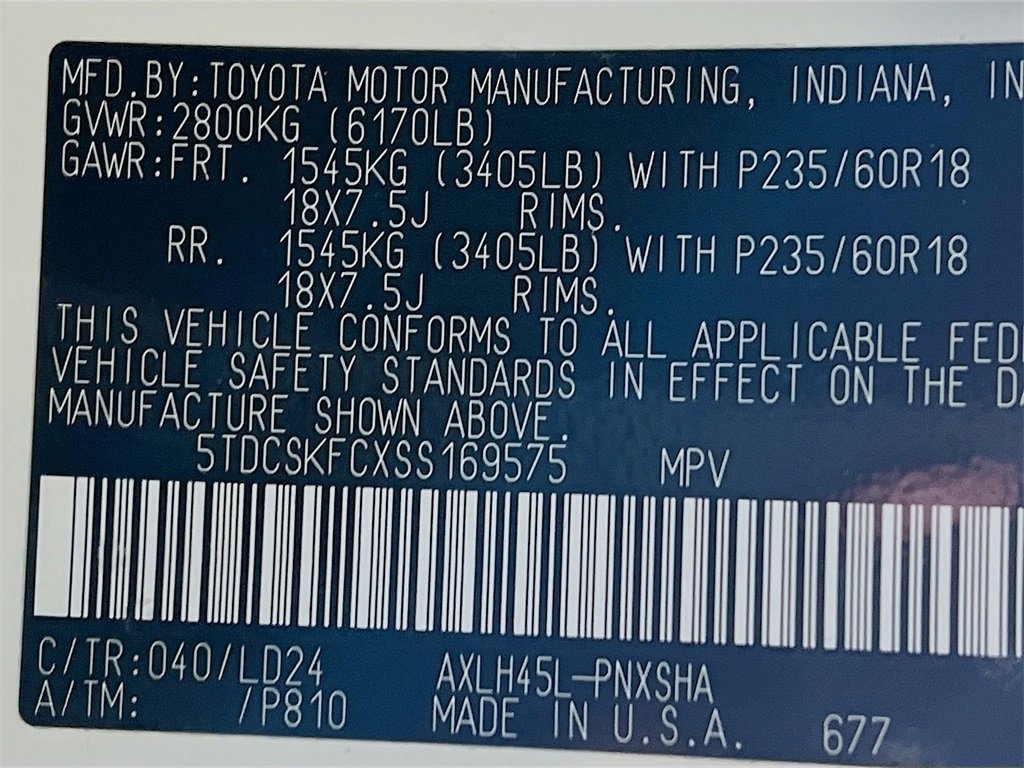 MFD.BY:TOYOTA MOTOR MANUFACTURING, INDIANA, IN
GVWR:2800KG (6170LB)
GAWR:FRT. 1545KG (3405LB) WITH P235/60R18
18X7.5J RIMS.
RR. 1545KG (3405LB) WITH P235/60R18
18X7.5J RIMS.
THIS VEHICLE CONFORMS TO ALL APPLICABLE FED
VEHICLE SAFETY STANDARDS IN EFFECT ON THE DA
MANUFACTURE SHOWN ABOVE.
5TDCSKFCXSS169575 MPV
C/TR:040/LD24 AXLH45L-PNXSHA
A/TM: /P810 MADE IN U.S.A. 677